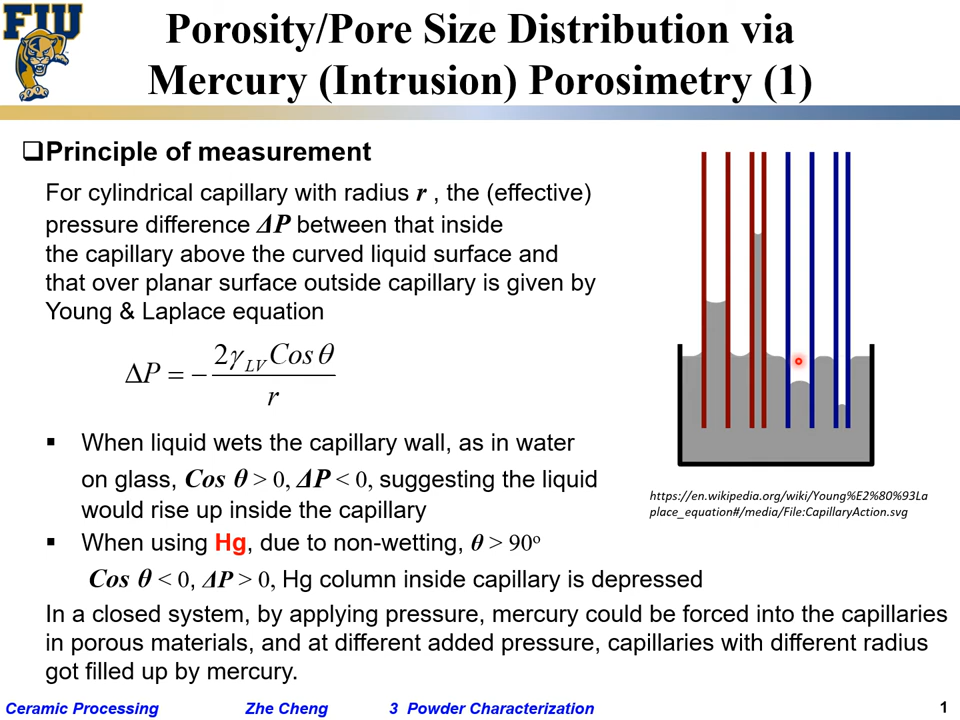 FIU
Porosity/Pore Size Distribution via
Mercury (Intrusion) Porosimetry (1)
❑Principle of measurement
For cylindrical capillary with radius r , the (effective)
pressure difference ΔP between that inside
the capillary above the curved liquid surface and
that over planar surface outside capillary is given by
Young & Laplace equation
ΔP = − 2γ_LV Cos θ / r
▪ When liquid wets the capillary wall, as in water
on glass, Cos θ > 0, ΔP < 0, suggesting the liquid
would rise up inside the capillary
▪ When using Hg, due to non-wetting, θ > 90º
Cos θ < 0, ΔP > 0, Hg column inside capillary is depressed
In a closed system, by applying pressure, mercury could be forced into the capillaries
in porous materials, and at different added pressure, capillaries with different radius
got filled up by mercury.
https://en.wikipedia.org/wiki/Young%E2%80%93La
place_equation#/media/File:CapillaryAction.svg
Ceramic Processing Zhe Cheng 3 Powder Characterization 1